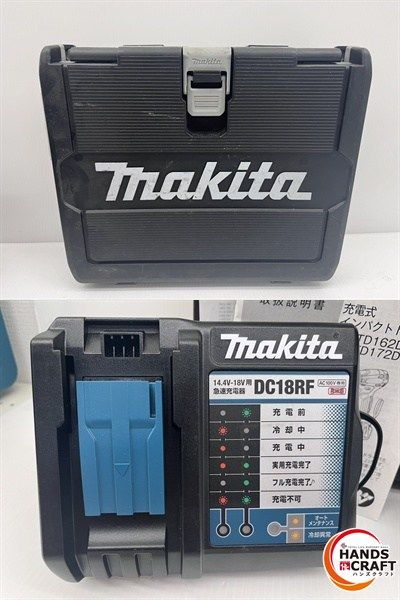 makita
makita
makita
14.4V-18V用
急速充電器
DC18RF
AC100V専用
充電前
冷却中
充電中
実用充電完了
フル充電完了♪
充電不可
オート
メンテナンス
冷却異常
取扱説明書
充電式
インパクトド
TD162D
TD172D
HANDS
CRAFT
ハンズクラフト